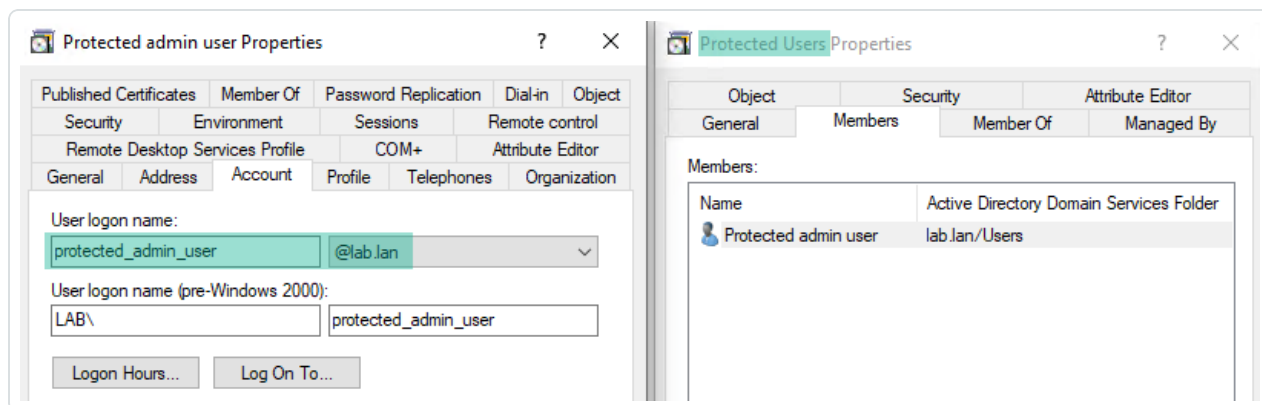 Protected admin user Properties
Published Certificates Member Of Password Replication Dial-in Object
Security Environment Sessions Remote control
Remote Desktop Services Profile COM+ Attribute Editor
General Address Account Profile Telephones Organization
User logon name:
protected_admin_user @lab.lan
User logon name (pre-Windows 2000):
LAB\ protected_admin_user
Logon Hours... Log On To...
Protected Users Properties
Object Security Attribute Editor
General Members Member Of Managed By
Members:
Name Active Directory Domain Services Folder
Protected admin user lab.lan/Users